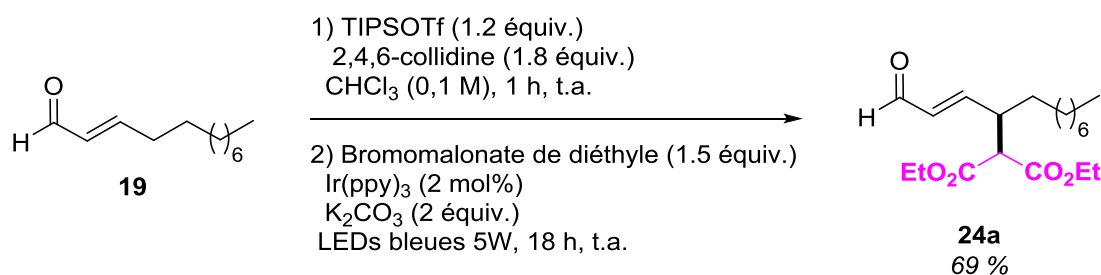 1) TIPSOTf (1.2 équiv.)
2,4,6-collidine (1.8 équiv.)
CHCl₃ (0,1 M), 1 h, t.a.
O
H
( )₆
19
2) Bromomalonate de diéthyle (1.5 équiv.)
Ir(ppy)₃ (2 mol%)
K₂CO₃ (2 équiv.)
LEDs bleues 5W, 18 h, t.a.
O
H
( )₆
EtO₂C
CO₂Et
24a
69 %